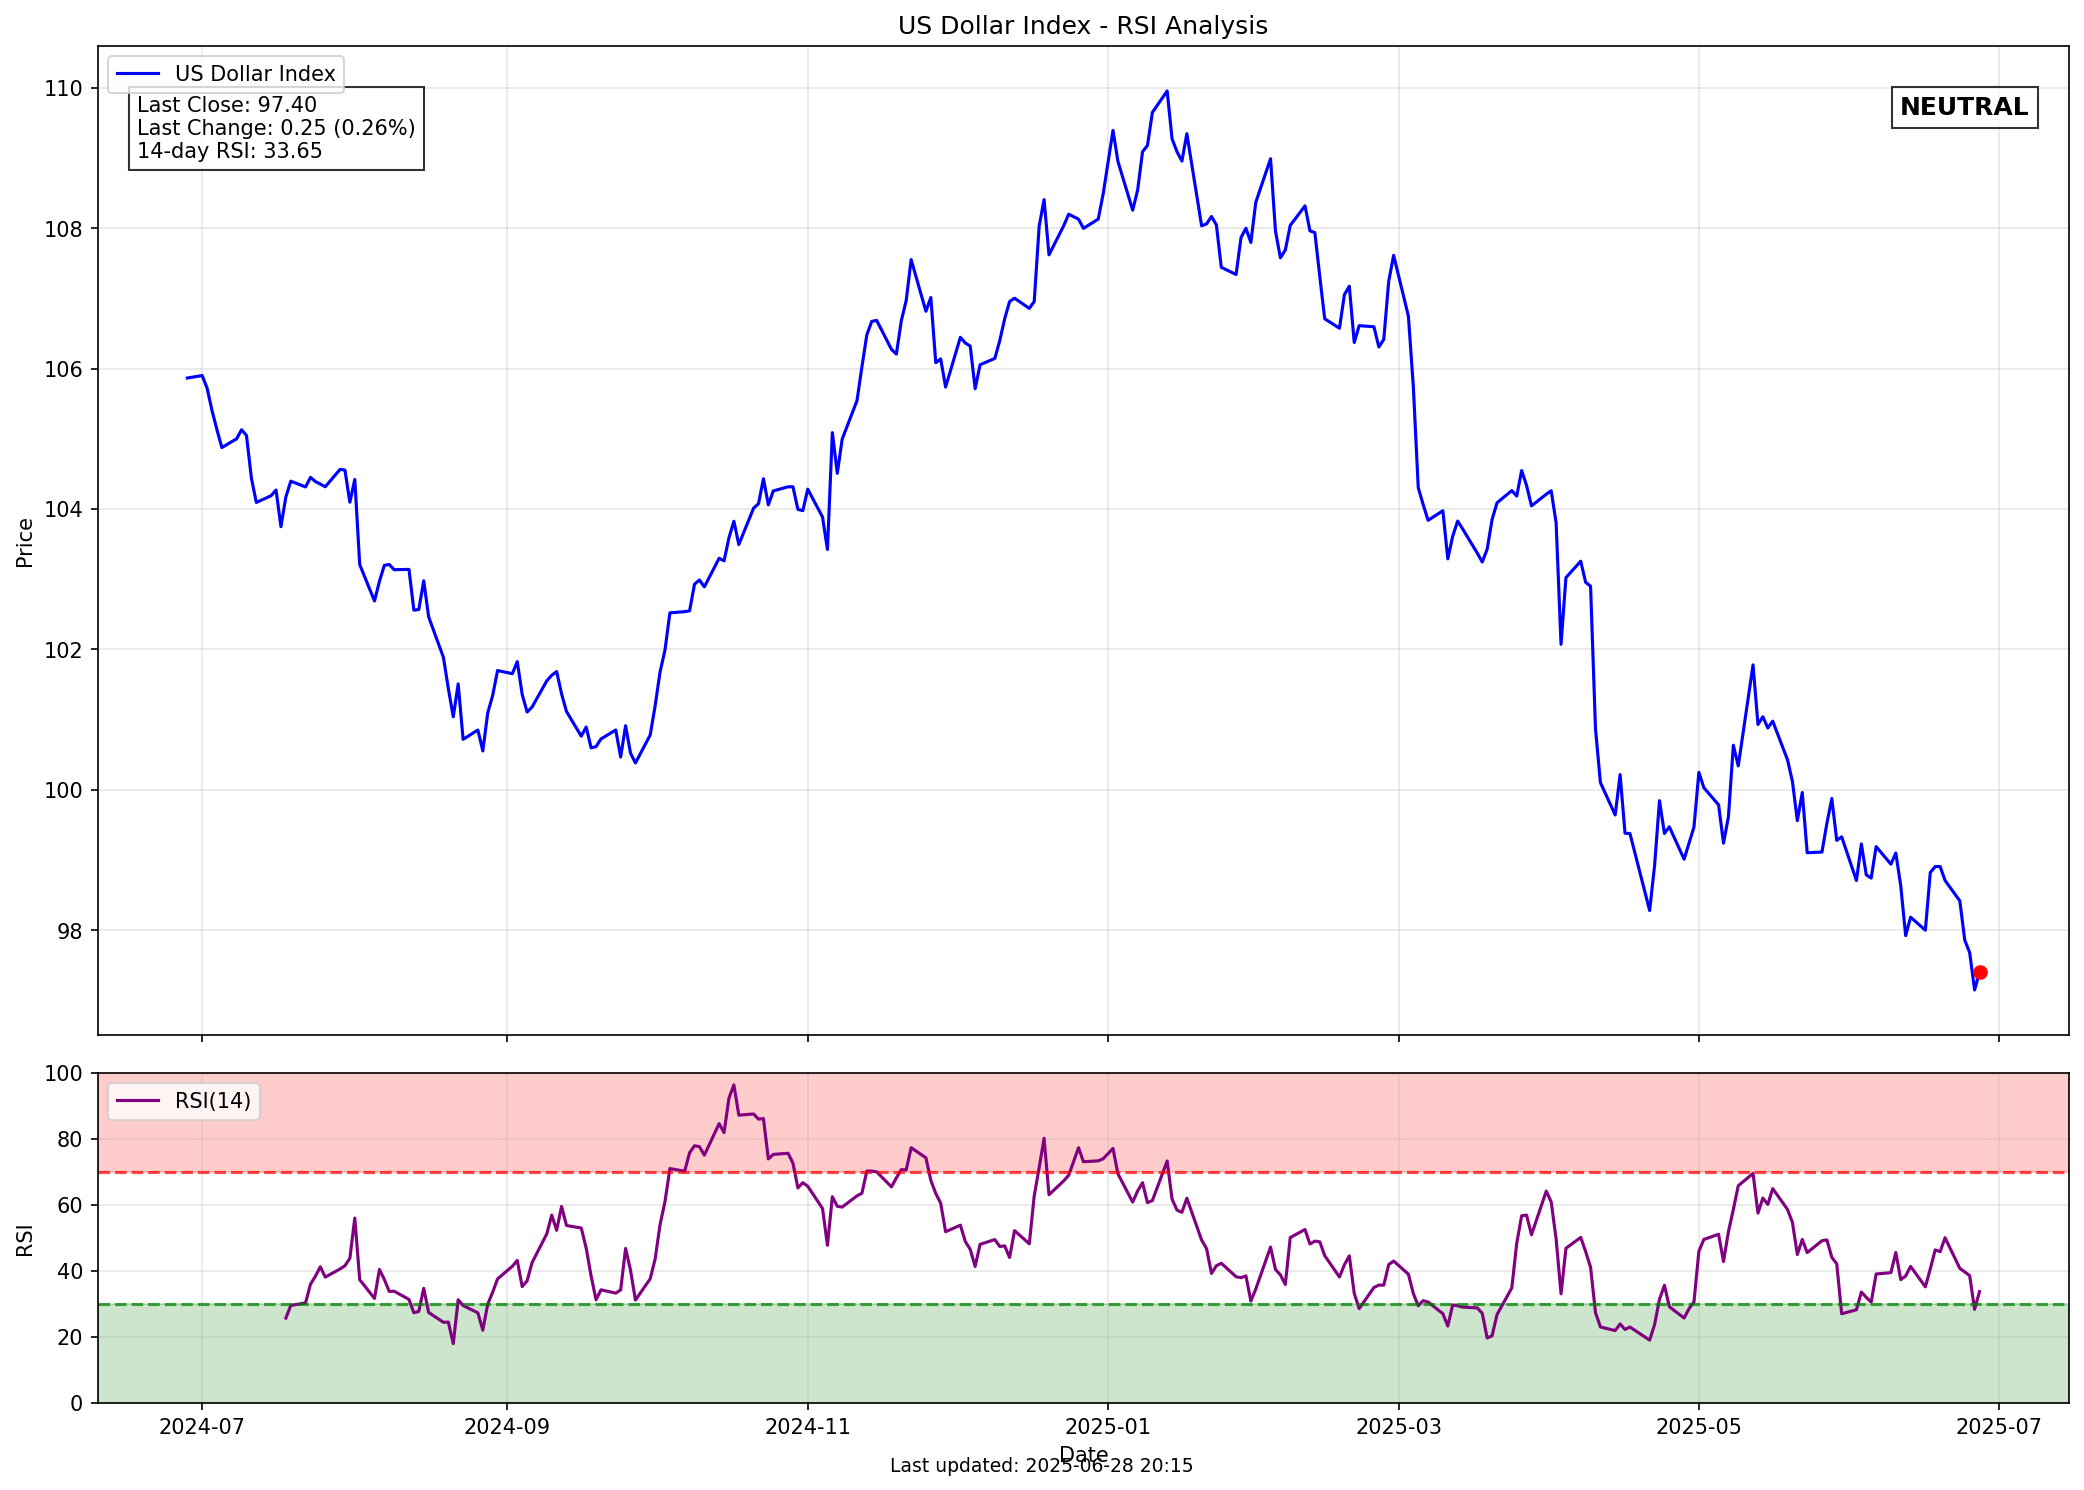 US Dollar Index - RSI Analysis
US Dollar Index
Last Close: 97.40
Last Change: 0.25 (0.26%)
14-day RSI: 33.65
NEUTRAL
Price
110
108
106
104
102
100
98
RSI(14)
RSI
100
80
60
40
20
0
2024-07
2024-09
2024-11
2025-01
2025-03
2025-05
2025-07
Date
Last updated: 2025-06-28 20:15